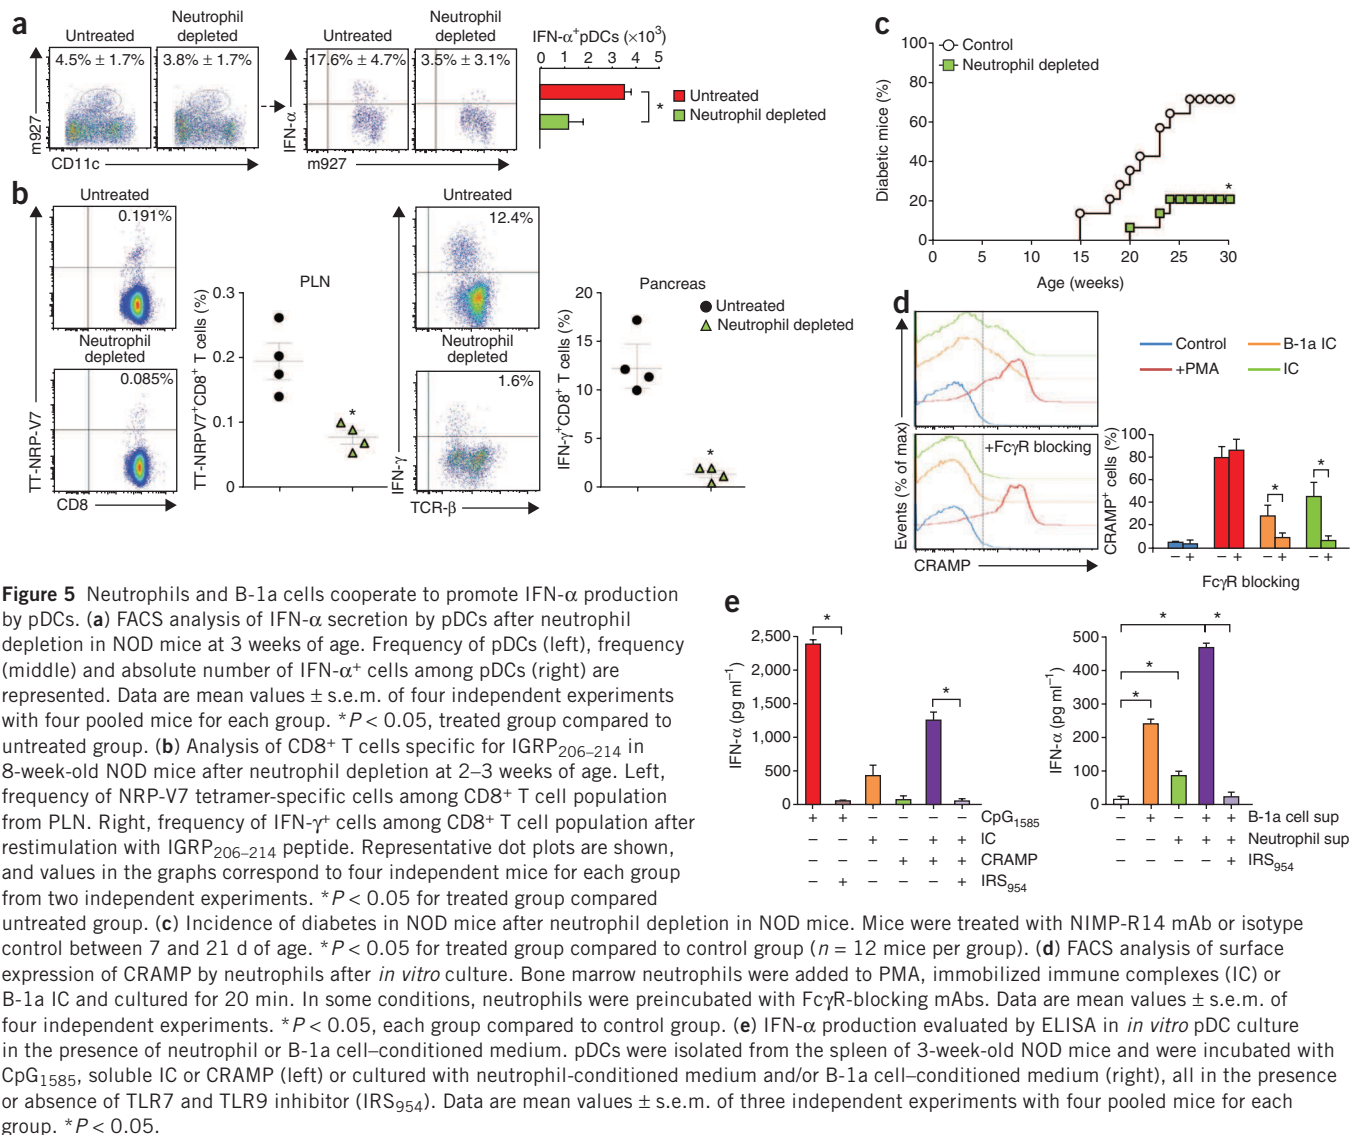 a
Untreated
Neutrophil
depleted
4.5% ± 1.7%
3.8% ± 1.7%
m927
CD11c
Untreated
Neutrophil
depleted
17.6% ± 4.7%
3.5% ± 3.1%
IFN-α
m927
IFN-α⁺pDCs (×10³)
0 1 2 3 4 5
*
Untreated
Neutrophil depleted
b
Untreated
0.191%
Neutrophil
depleted
0.085%
TT-NRP-V7
CD8
PLN
TT-NRPV7⁺CD8⁺ T cells (%)
0.3
0.2
0.1
0
*
Untreated
12.4%
Neutrophil
depleted
1.6%
IFN-γ
TCR-β
Pancreas
Untreated
Neutrophil depleted
IFN-γ⁺CD8⁺ T cells (%)
20
15
10
5
0
*
c
Control
Neutrophil depleted
Diabetic mice (%)
100
80
60
40
20
0
*
0 5 10 15 20 25 30
Age (weeks)
d
Control
B-1a IC
+PMA
IC
+FcγR blocking
Events (% of max)
CRAMP
CRAMP⁺ cells (%)
100
80
60
40
20
0
* *
– + – + – + – +
FcγR blocking
e
IFN-α (pg ml⁻¹)
2,500
2,000
1,500
1,000
500
0
* *
+ + – – + + CpG₁₅₈₅
– – + – + + IC
– – – + + + CRAMP
– + – – – + IRS₉₅₄
IFN-α (pg ml⁻¹)
500
400
300
200
100
0
* * * *
– + – + + B-1a cell sup
– – + + + Neutrophil sup
– – – – + IRS₉₅₄
Figure 5 Neutrophils and B-1a cells cooperate to promote IFN-α production
by pDCs. (a) FACS analysis of IFN-α secretion by pDCs after neutrophil
depletion in NOD mice at 3 weeks of age. Frequency of pDCs (left), frequency
(middle) and absolute number of IFN-α⁺ cells among pDCs (right) are
represented. Data are mean values ± s.e.m. of four independent experiments
with four pooled mice for each group. *P < 0.05, treated group compared to
untreated group. (b) Analysis of CD8⁺ T cells specific for IGRP₂₀₆₋₂₁₄ in
8-week-old NOD mice after neutrophil depletion at 2–3 weeks of age. Left,
frequency of NRP-V7 tetramer-specific cells among CD8⁺ T cell population
from PLN. Right, frequency of IFN-γ⁺ cells among CD8⁺ T cell population after
restimulation with IGRP₂₀₆₋₂₁₄ peptide. Representative dot plots are shown,
and values in the graphs correspond to four independent mice for each group
from two independent experiments. *P < 0.05 for treated group compared
untreated group. (c) Incidence of diabetes in NOD mice after neutrophil depletion in NOD mice. Mice were treated with NIMP-R14 mAb or isotype
control between 7 and 21 d of age. *P < 0.05 for treated group compared to control group (n = 12 mice per group). (d) FACS analysis of surface
expression of CRAMP by neutrophils after in vitro culture. Bone marrow neutrophils were added to PMA, immobilized immune complexes (IC) or
B-1a IC and cultured for 20 min. In some conditions, neutrophils were preincubated with FcγR-blocking mAbs. Data are mean values ± s.e.m. of
four independent experiments. *P < 0.05, each group compared to control group. (e) IFN-α production evaluated by ELISA in in vitro pDC culture
in the presence of neutrophil or B-1a cell–conditioned medium. pDCs were isolated from the spleen of 3-week-old NOD mice and were incubated with
CpG₁₅₈₅, soluble IC or CRAMP (left) or cultured with neutrophil-conditioned medium and/or B-1a cell–conditioned medium (right), all in the presence
or absence of TLR7 and TLR9 inhibitor (IRS₉₅₄). Data are mean values ± s.e.m. of three independent experiments with four pooled mice for each
group. *P < 0.05.